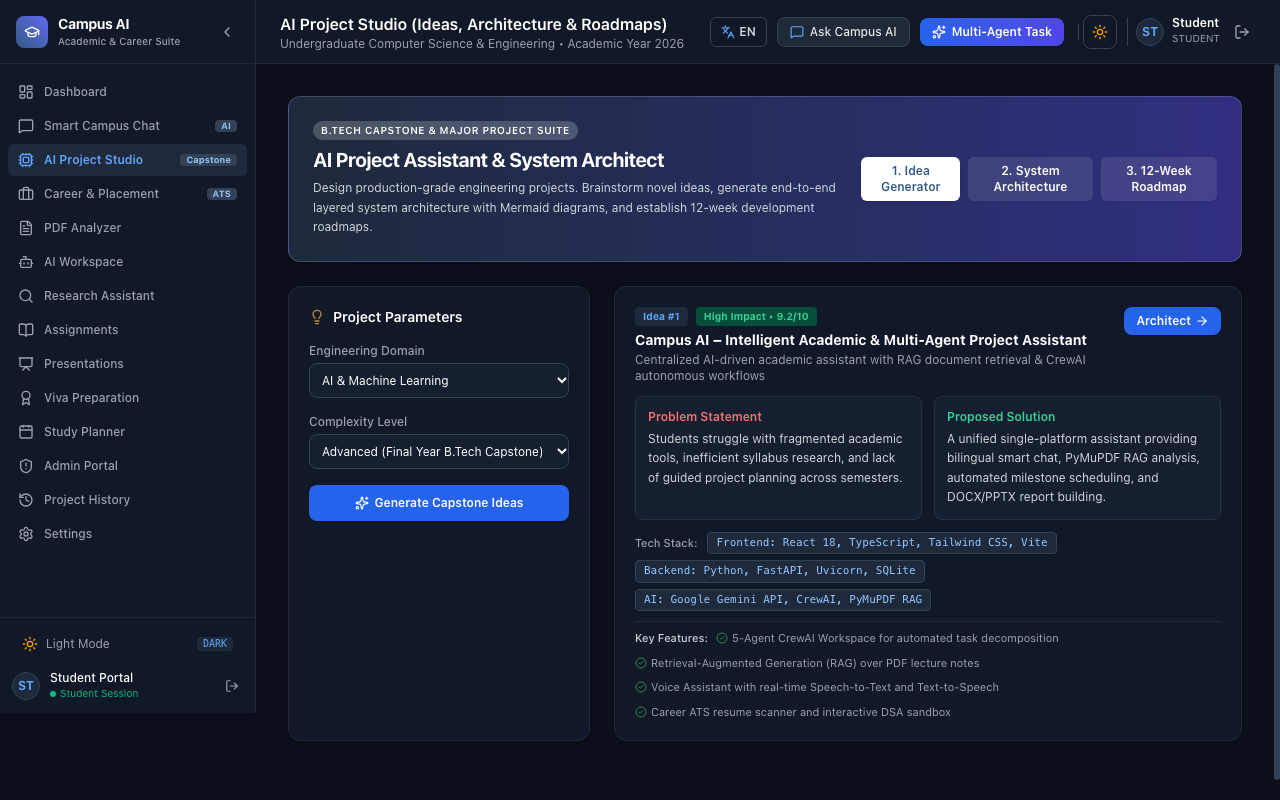 Campus AI
Academic & Career Suite
Dashboard
Smart Campus Chat
AI
AI Project Studio
Capstone
Career & Placement
ATS
PDF Analyzer
AI Workspace
Research Assistant
Assignments
Presentations
Viva Preparation
Study Planner
Admin Portal
Project History
Settings
Light Mode
DARK
ST
Student Portal
Student Session
AI Project Studio (Ideas, Architecture & Roadmaps)
Undergraduate Computer Science & Engineering • Academic Year 2026
EN
Ask Campus AI
Multi-Agent Task
ST
Student
STUDENT
B.TECH CAPSTONE & MAJOR PROJECT SUITE
AI Project Assistant & System Architect
Design production-grade engineering projects. Brainstorm novel ideas, generate end-to-end
layered system architecture with Mermaid diagrams, and establish 12-week development
roadmaps.
1. Idea
Generator
2. System
Architecture
3. 12-Week
Roadmap
Project Parameters
Engineering Domain
AI & Machine Learning
Complexity Level
Advanced (Final Year B.Tech Capstone)
Generate Capstone Ideas
Idea #1
High Impact • 9.2/10
Architect
Campus AI – Intelligent Academic & Multi-Agent Project Assistant
Centralized AI-driven academic assistant with RAG document retrieval & CrewAI
autonomous workflows
Problem Statement
Students struggle with fragmented academic
tools, inefficient syllabus research, and lack
of guided project planning across semesters.
Proposed Solution
A unified single-platform assistant providing
bilingual smart chat, PyMuPDF RAG analysis,
automated milestone scheduling, and
DOCX/PPTX report building.
Tech Stack:
Frontend: React 18, TypeScript, Tailwind CSS, Vite
Backend: Python, FastAPI, Uvicorn, SQLite
AI: Google Gemini API, CrewAI, PyMuPDF RAG
Key Features:
5-Agent CrewAI Workspace for automated task decomposition
Retrieval-Augmented Generation (RAG) over PDF lecture notes
Voice Assistant with real-time Speech-to-Text and Text-to-Speech
Career ATS resume scanner and interactive DSA sandbox